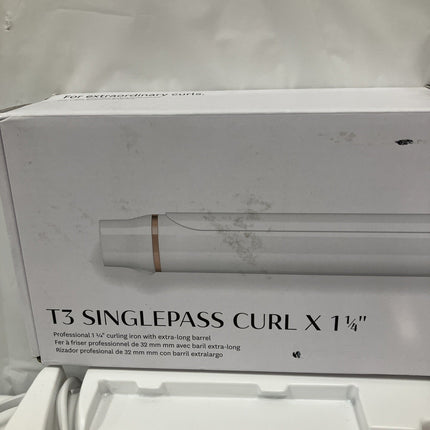 For extraordinary curls.
T3 SINGLEPASS CURL X 1¼"
Professional 1 ¼" curling iron with extra-long barrel
Fer à friser professionnel de 32 mm mm avec baril extra-long
Rizador profesional de 32 mm mm con barril extralargo